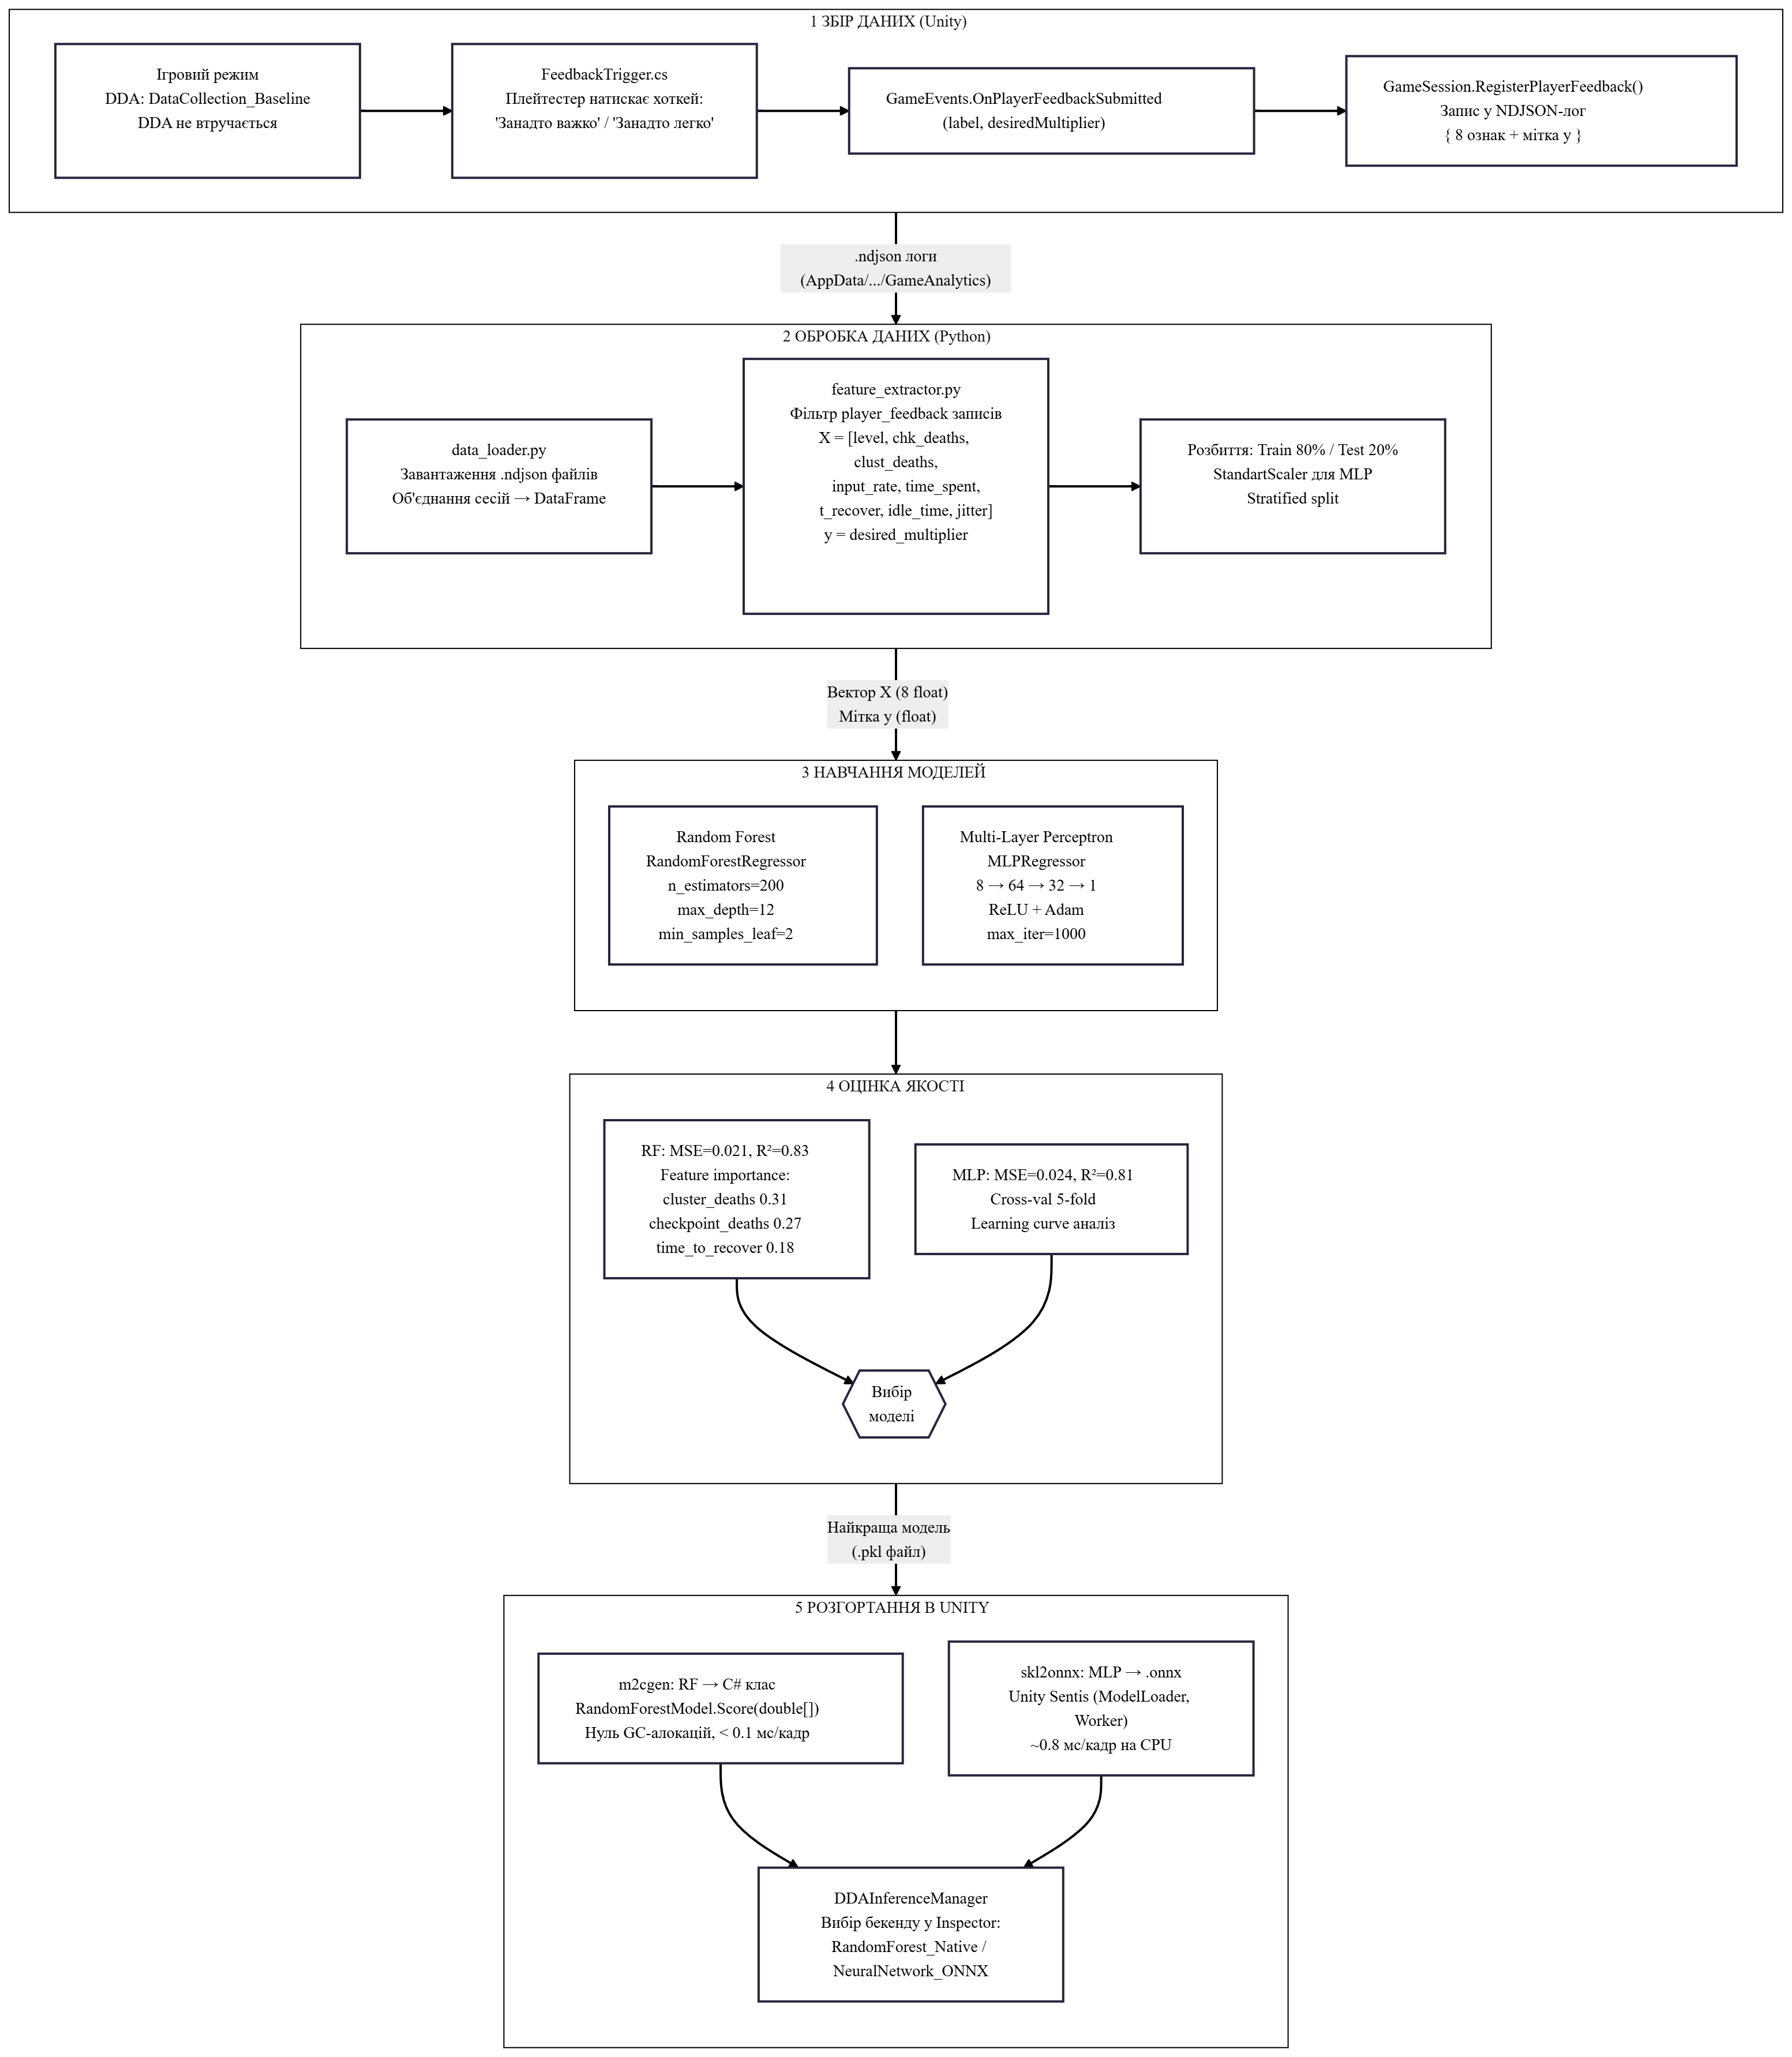 1 ЗБІР ДАНИХ (Unity)
Ігровий режим
DDA: DataCollection_Baseline
DDA не втручається
FeedbackTrigger.cs
Плейтестер натискає хоткей:
'Занадто важко' / 'Занадто легко'
GameEvents.OnPlayerFeedbackSubmitted
(label, desiredMultiplier)
GameSession.RegisterPlayerFeedback()
Запис у NDJSON-лог
{ 8 ознак + мітка y }
.ndjson логи
(AppData/.../GameAnalytics)
2 ОБРОБКА ДАНИХ (Python)
data_loader.py
Завантаження .ndjson файлів
Об'єднання сесій → DataFrame
feature_extractor.py
Фільтр player_feedback записів
X = [level, chk_deaths,
clust_deaths,
input_rate, time_spent,
t_recover, idle_time, jitter]
y = desired_multiplier
Розбиття: Train 80% / Test 20%
StandartScaler для MLP
Stratified split
Вектор X (8 float)
Мітка y (float)
3 НАВЧАННЯ МОДЕЛЕЙ
Random Forest
RandomForestRegressor
n_estimators=200
max_depth=12
min_samples_leaf=2
Multi-Layer Perceptron
MLPRegressor
8 → 64 → 32 → 1
ReLU + Adam
max_iter=1000
4 ОЦІНКА ЯКОСТІ
RF: MSE=0.021, R²=0.83
Feature importance:
cluster_deaths 0.31
checkpoint_deaths 0.27
time_to_recover 0.18
MLP: MSE=0.024, R²=0.81
Cross-val 5-fold
Learning curve аналіз
Вибір
моделі
Найкраща модель
(.pkl файл)
5 РОЗГОРТАННЯ В UNITY
m2cgen: RF → C# клас
RandomForestModel.Score(double[])
Нуль GC-алокацій, < 0.1 мс/кадр
skl2onnx: MLP → .onnx
Unity Sentis (ModelLoader,
Worker)
~0.8 мс/кадр на CPU
DDAInferenceManager
Вибір бекенду у Inspector:
RandomForest_Native /
NeuralNetwork_ONNX